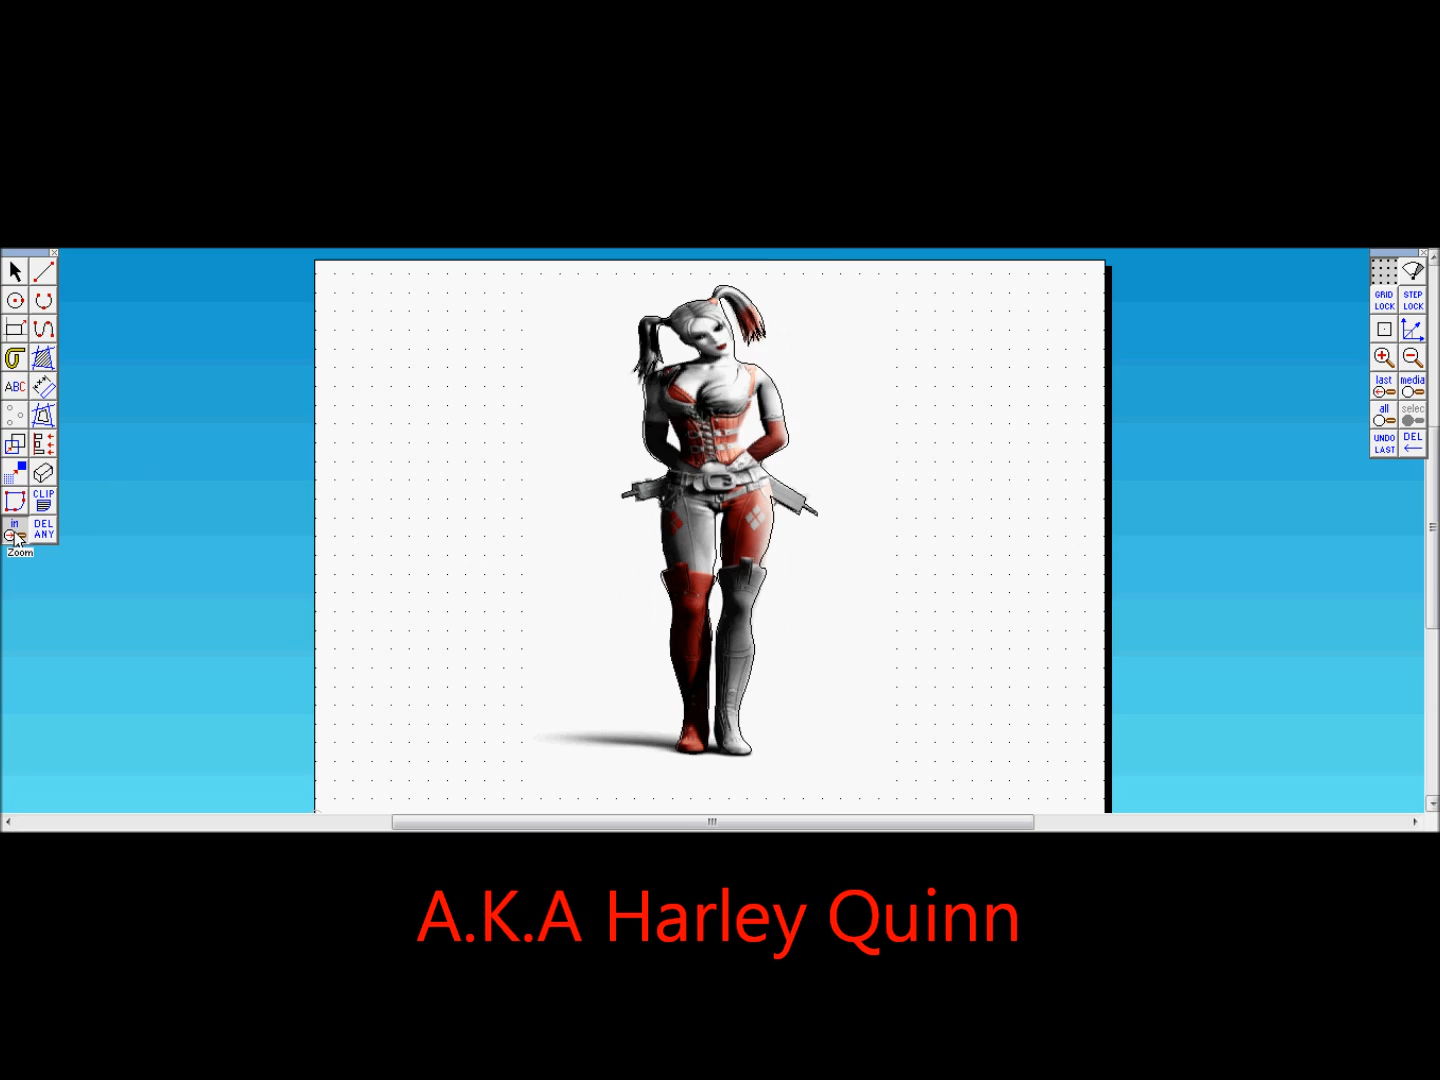 GRID
LOCK
STEP
LOCK
ABC
last
media
all
selec
UNDO
LAST
DEL
CLIP
in
DEL
ANY
Zoom
A.K.A Harley Quinn